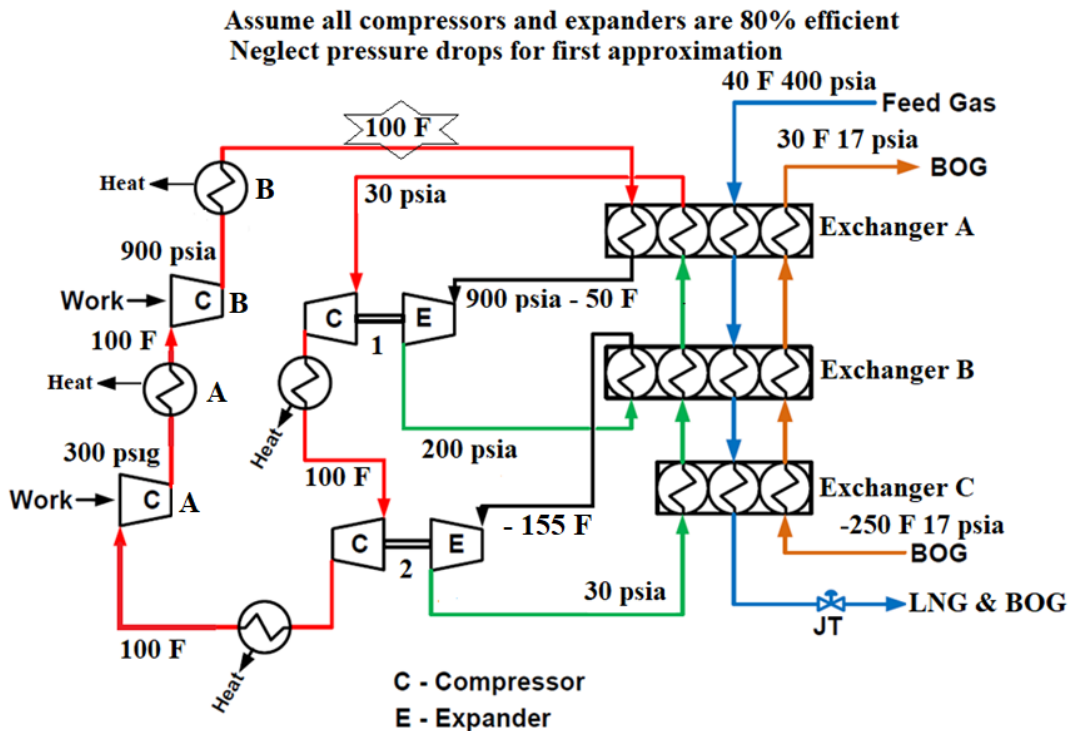 Assume all compressors and expanders are 80% efficient
Neglect pressure drops for first approximation
40 F 400 psia
Feed Gas
100 F
30 F 17 psia
BOG
Heat
B
30 psia
Exchanger A
900 psia
Work
C
B
C
E
1
900 psia - 50 F
100 F
Heat
A
Exchanger B
Heat
200 psia
300 psig
Work
C
A
100 F
- 155 F
Exchanger C
-250 F 17 psia
BOG
C
E
2
30 psia
LNG & BOG
JT
100 F
Heat
C - Compressor
E - Expander